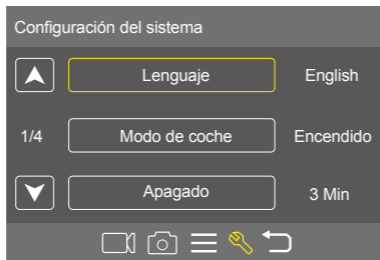 Configuración del sistema
Lenguaje English
1/4 Modo de coche Encendido
Apagado 3 Min